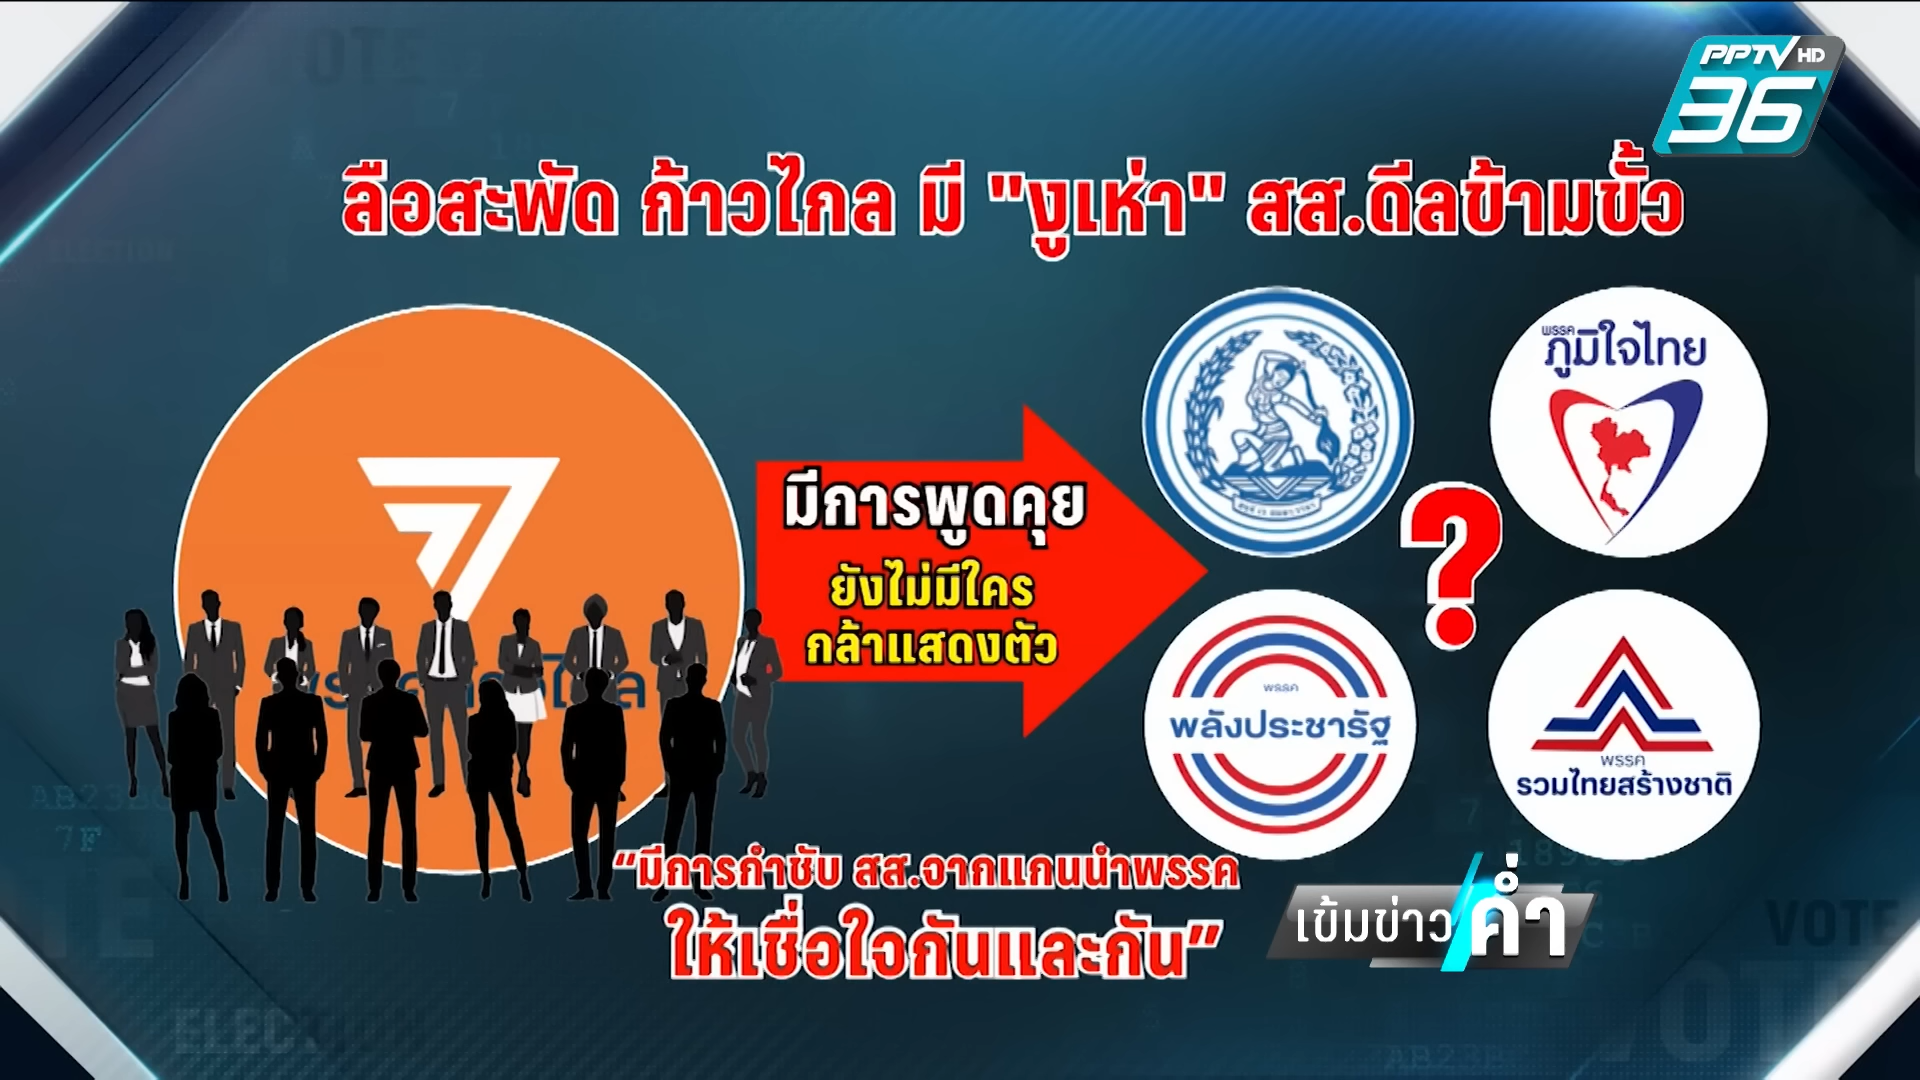 PPTV HD
36
ลือสะพัด ก้าวไกล มี "งูเห่า" สส.ดีลข้ามขั้ว
พรรค
ภูมิใจไทย
มีการพูดคุย
ยังไม่มีใคร
กล้าแสดงตัว
?
พรรค
พลังประชารัฐ
พรรค
รวมไทยสร้างชาติ
“มีการกำชับ สส.จากแกนนำพรรค
ให้เชื่อใจกันและกัน”
เข้มข่าวค่ำ
VOTE
ELECTION
VOTE